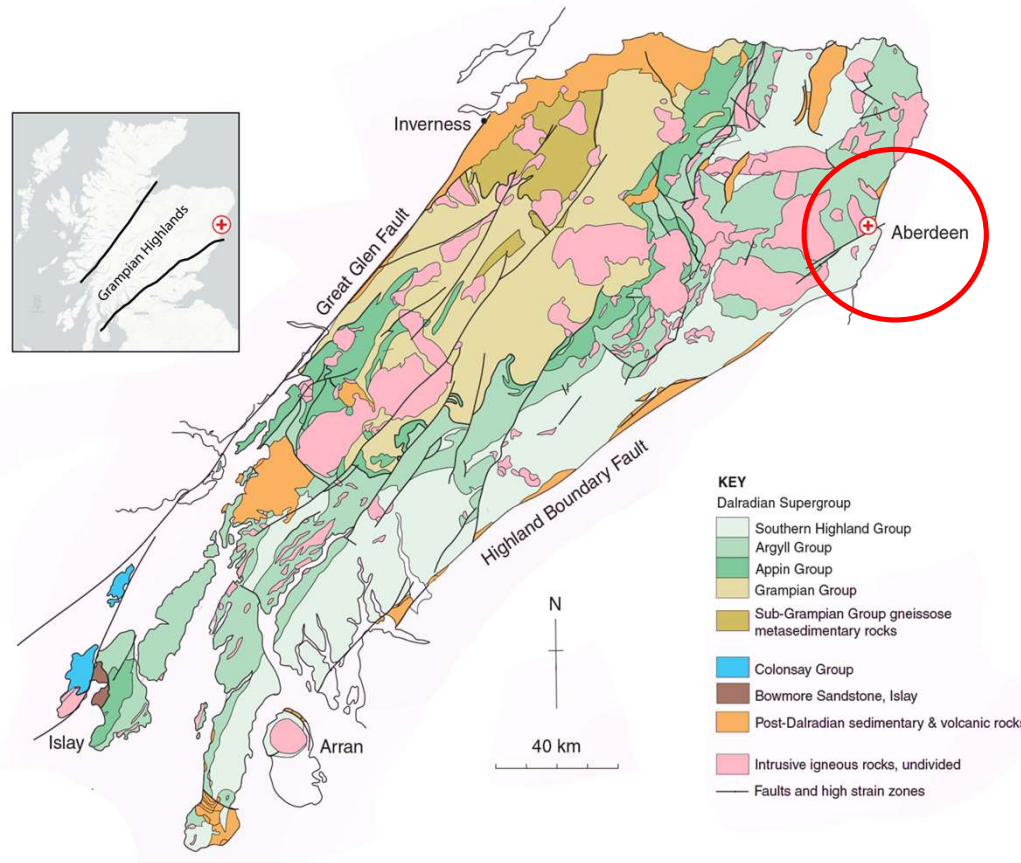 Inverness
Grampian Highlands
Great Glen Fault
Aberdeen
Highland Boundary Fault
KEY
Dalradian Supergroup
Southern Highland Group
Argyll Group
Appin Group
Grampian Group
Sub-Grampian Group gneissose
metasedimentary rocks
Colonsay Group
Bowmore Sandstone, Islay
Post-Dalradian sedimentary & volcanic rocks
Intrusive igneous rocks, undivided
Faults and high strain zones
N
40 km
Islay
Arran